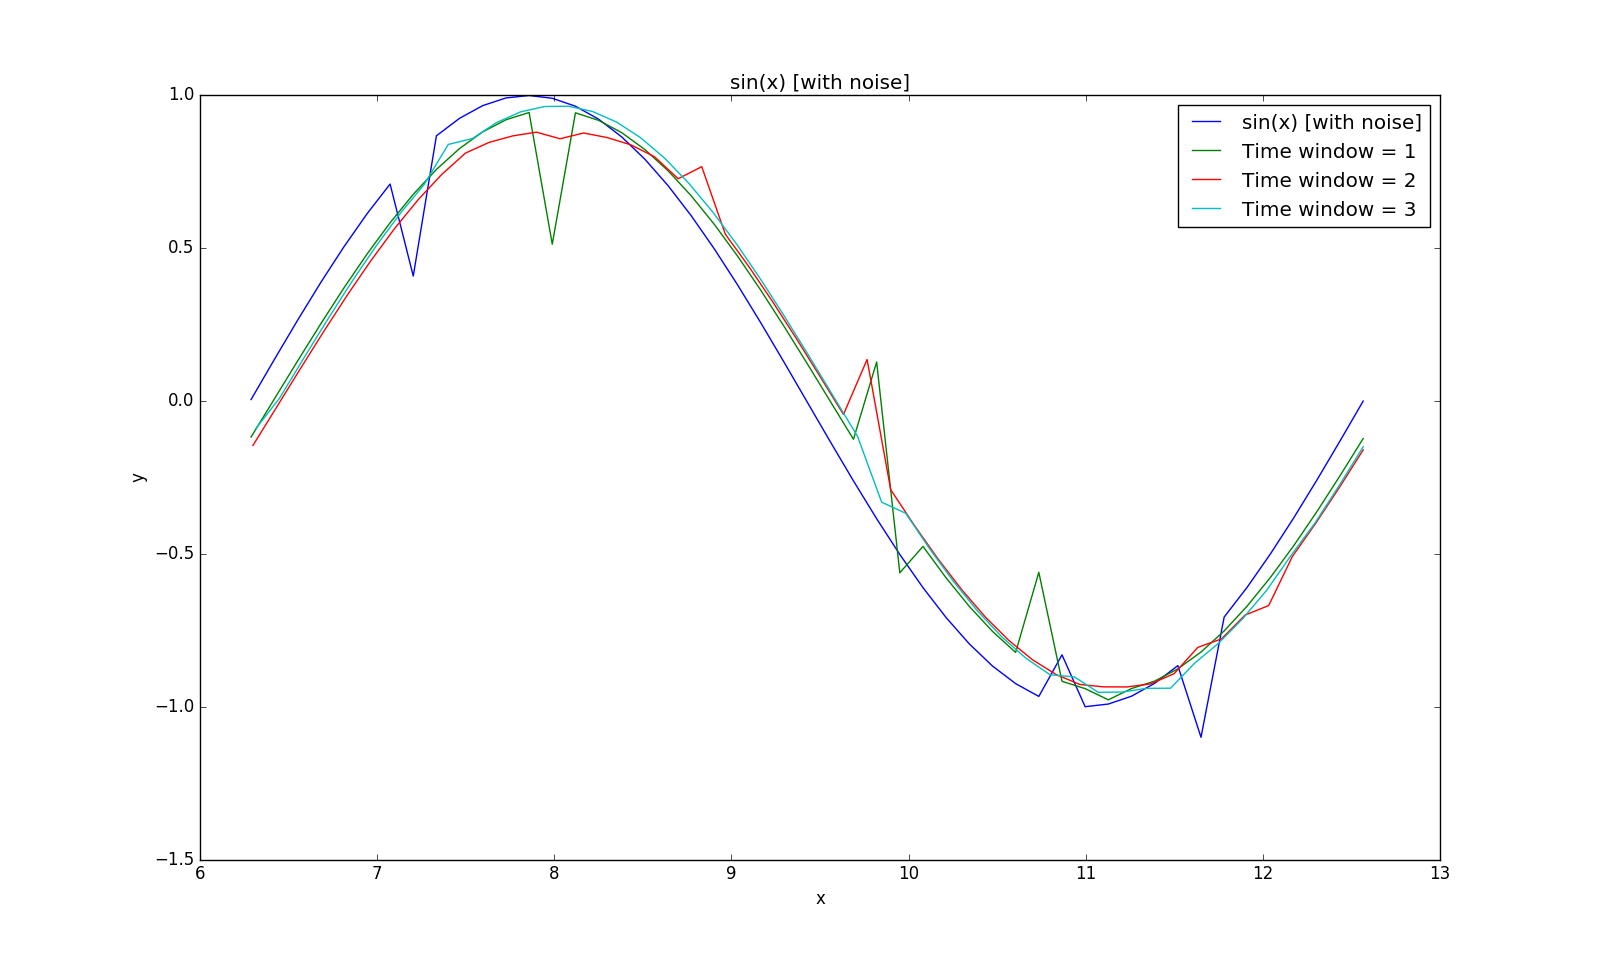 sin(x) [with noise]
1.0
0.5
0.0
−0.5
−1.0
−1.5
y
sin(x) [with noise]
Time window = 1
Time window = 2
Time window = 3
6 7 8 9 10 11 12 13
x